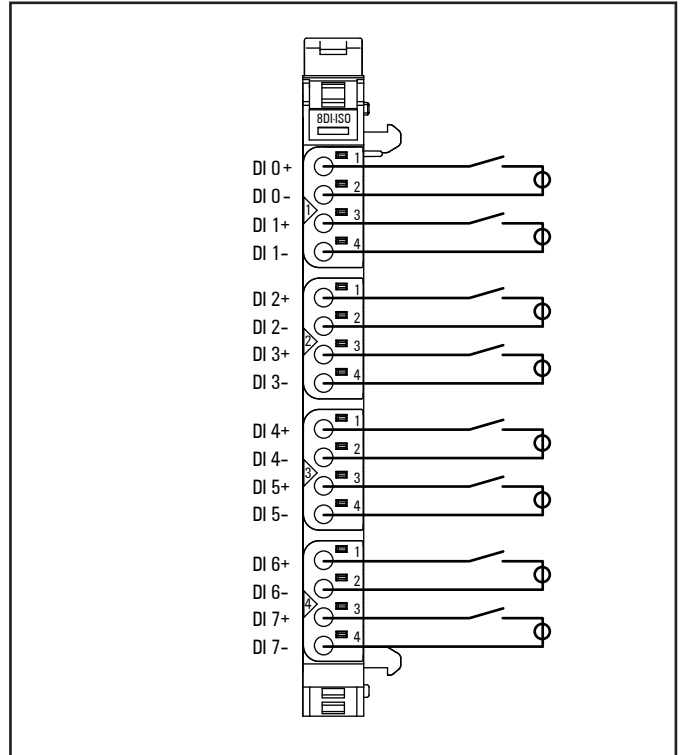 8DI-ISO
DI 0+ 1
DI 0- 2
1
DI 1+ 3
DI 1- 4
DI 2+ 1
DI 2- 2
2
DI 3+ 3
DI 3- 4
DI 4+ 1
DI 4- 2
3
DI 5+ 3
DI 5- 4
DI 6+ 1
DI 6- 2
4
DI 7+ 3
DI 7- 4